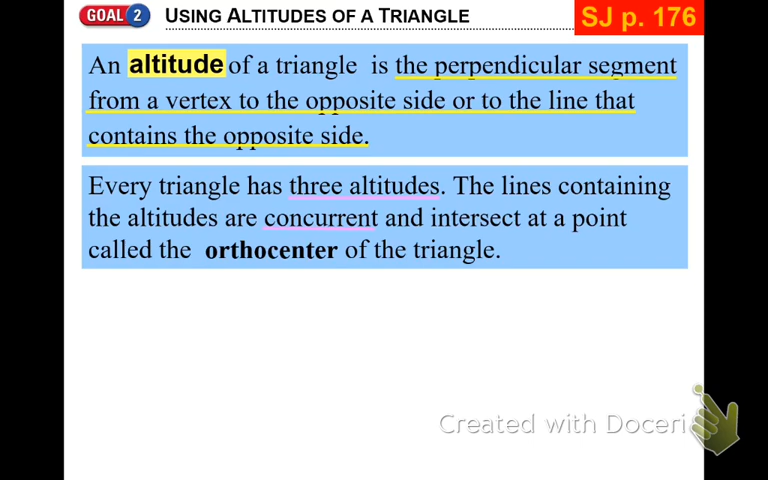 GOAL 2 USING ALTITUDES OF A TRIANGLE
SJ p. 176
An altitude of a triangle is the perpendicular segment
from a vertex to the opposite side or to the line that
contains the opposite side.
Every triangle has three altitudes. The lines containing
the altitudes are concurrent and intersect at a point
called the orthocenter of the triangle.
Created with Doceri